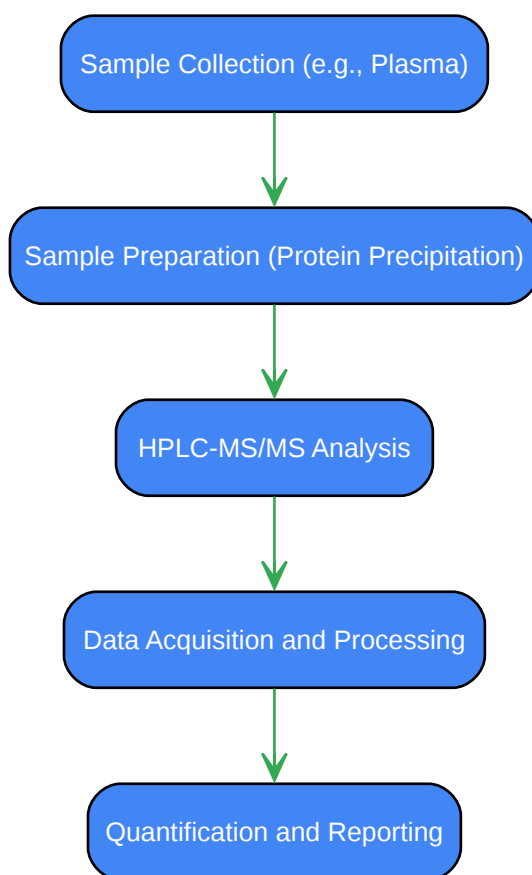 Sample Collection (e.g., Plasma)
Sample Preparation (Protein Precipitation)
HPLC-MS/MS Analysis
Data Acquisition and Processing
Quantification and Reporting